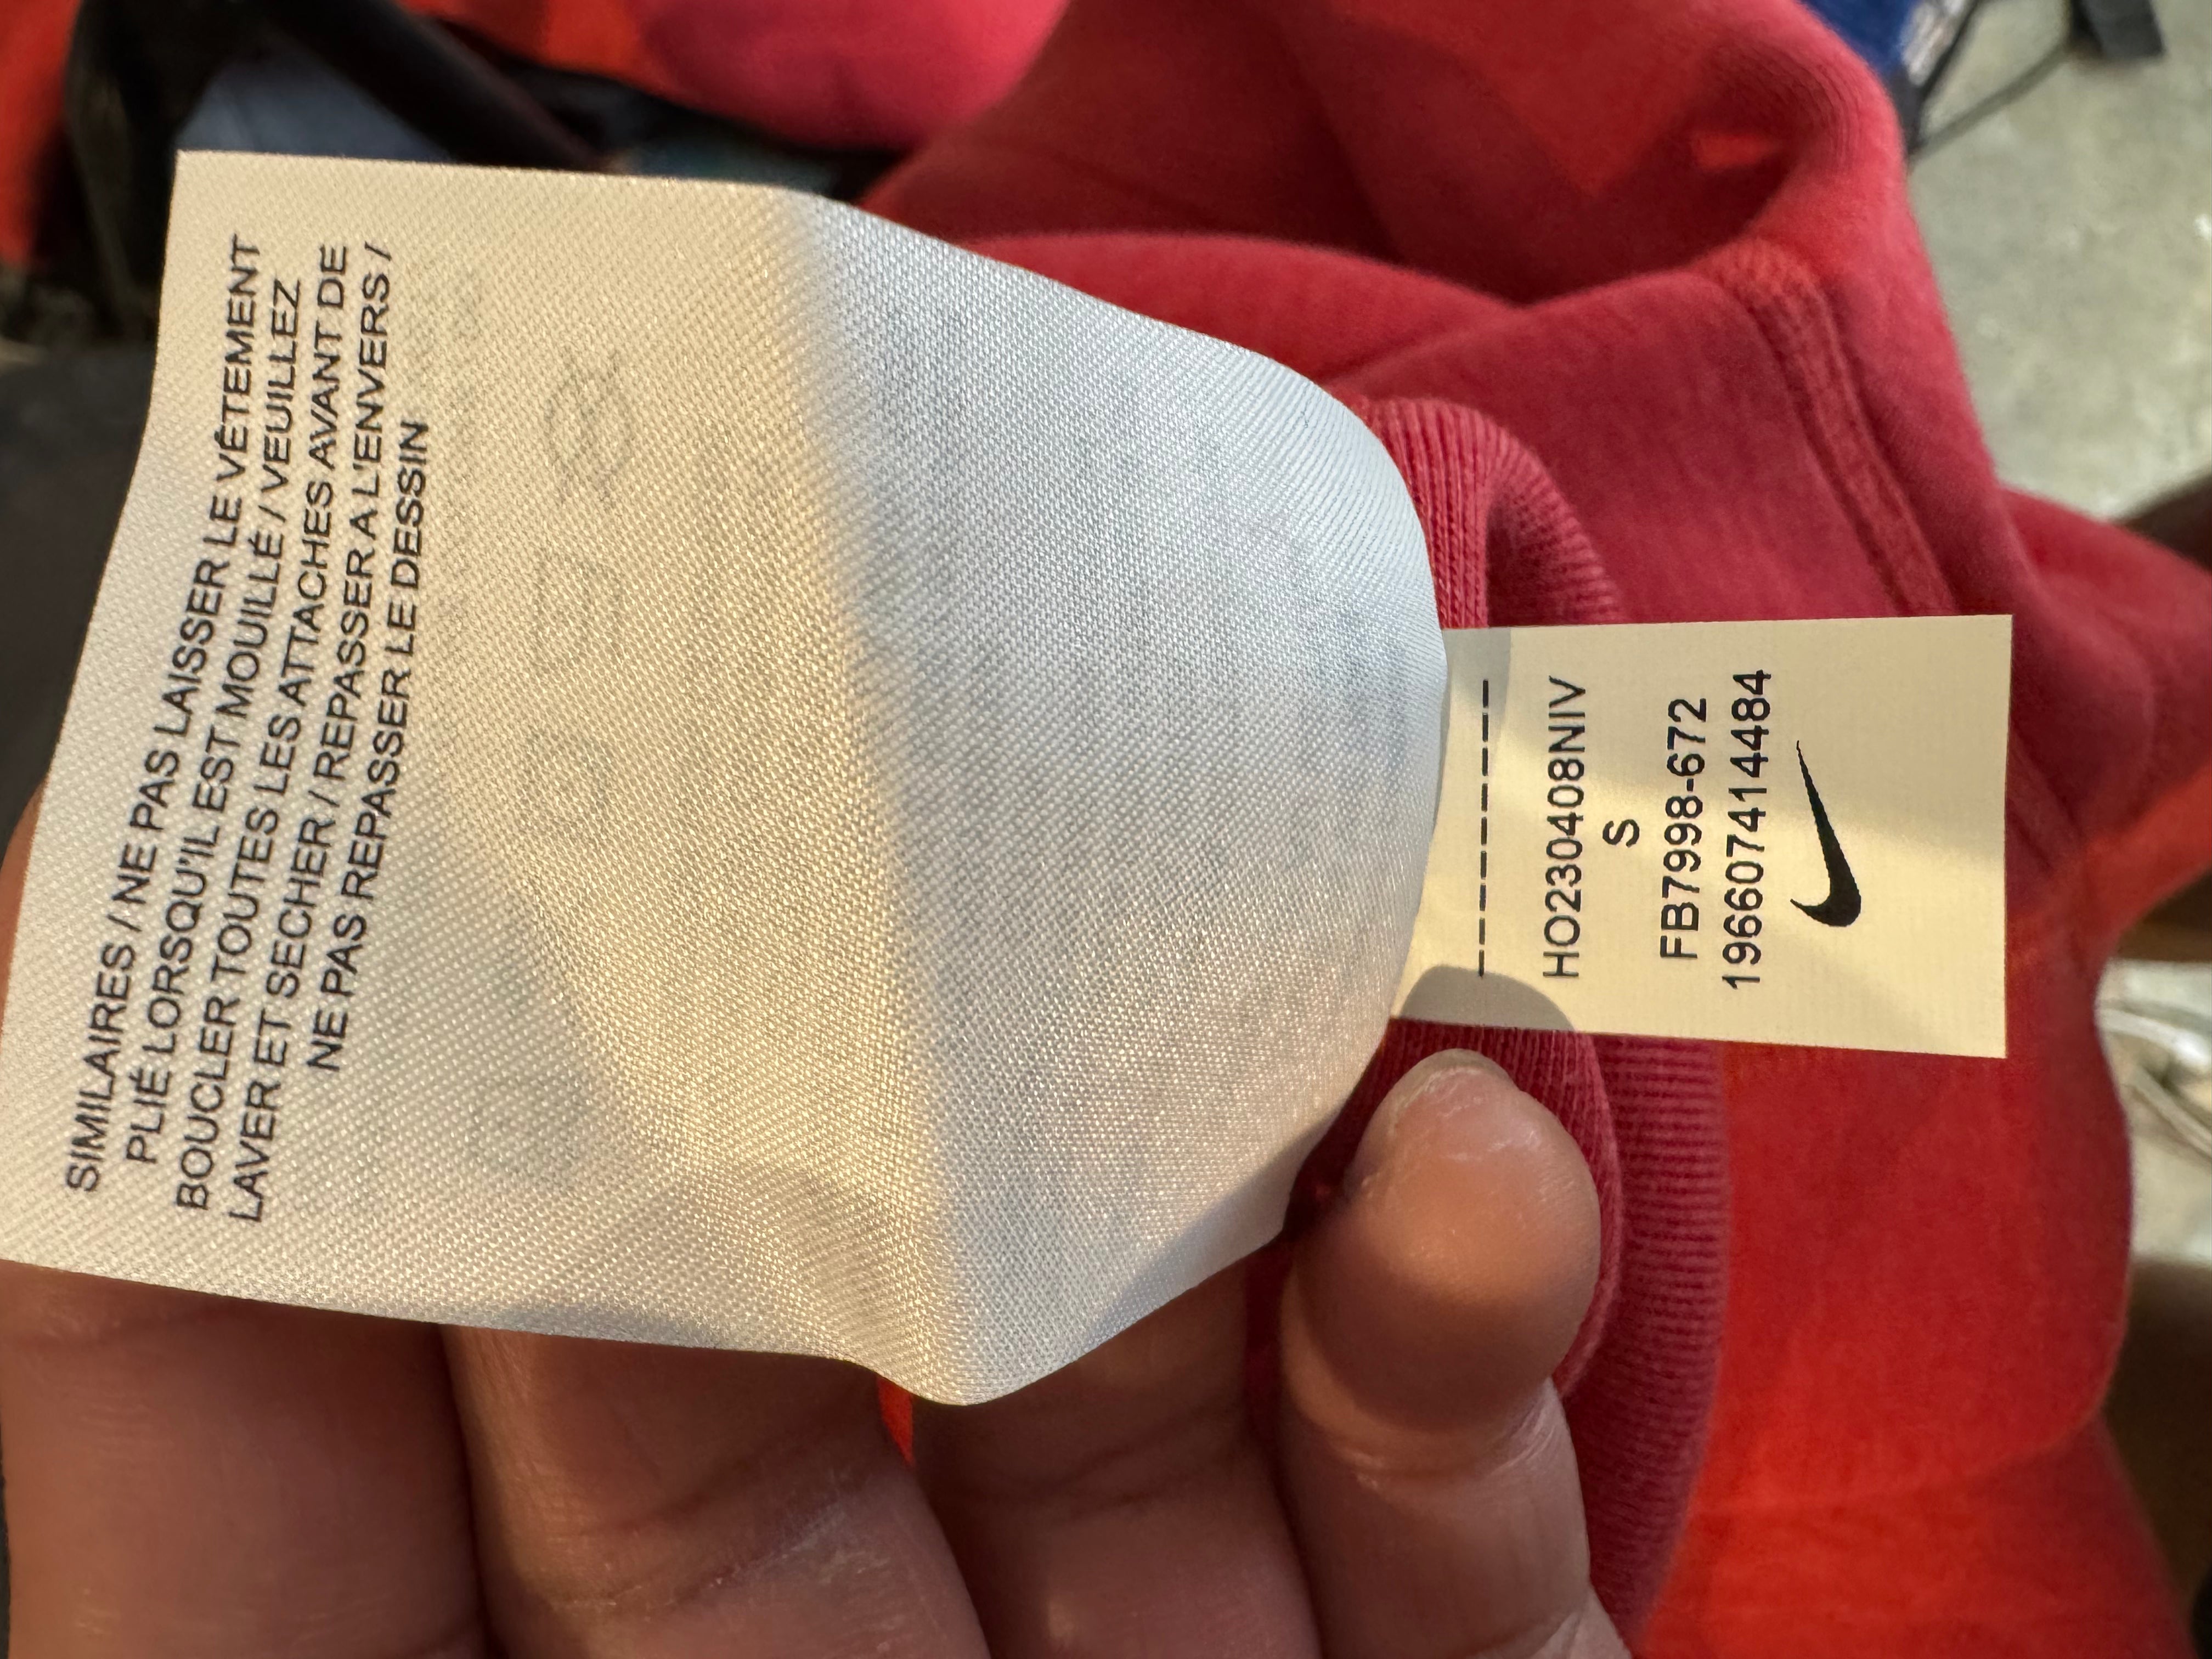 SIMILAIRES / NE PAS LAISSER LE VÊTEMENT
PLIÉ LORSQU'IL EST MOUILLÉ / VEUILLEZ
BOUCLER TOUTES LES ATTACHES AVANT DE
LAVER ET SECHER / REPASSER A L'ENVERS /
NE PAS REPASSER LE DESSIN
HO230408NIV
S
FB7998-672
196607414484